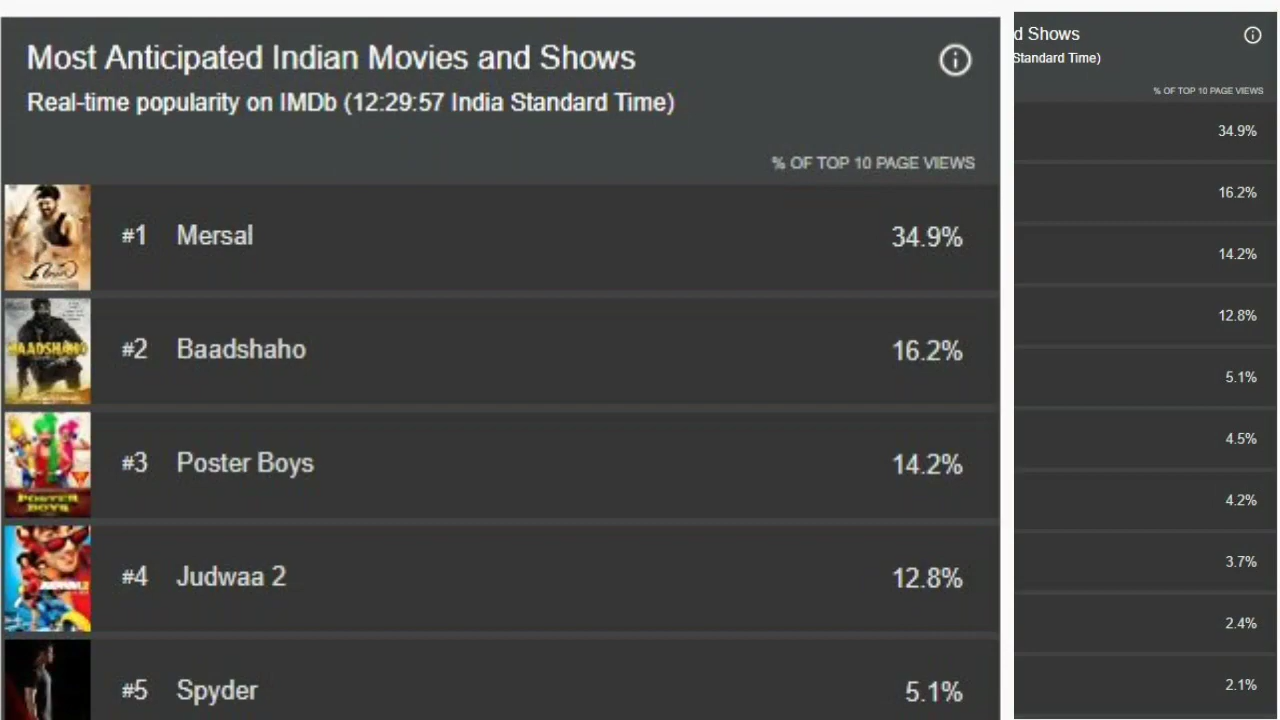 Most Anticipated Indian Movies and Shows
Real-time popularity on IMDb (12:29:57 India Standard Time)
% OF TOP 10 PAGE VIEWS
#1 Mersal 34.9%
BAADSHAHO
#2 Baadshaho 16.2%
POSTER BOYS
#3 Poster Boys 14.2%
#4 Judwaa 2 12.8%
#5 Spyder 5.1%
d Shows
Standard Time)
% OF TOP 10 PAGE VIEWS
34.9%
16.2%
14.2%
12.8%
5.1%
4.5%
4.2%
3.7%
2.4%
2.1%